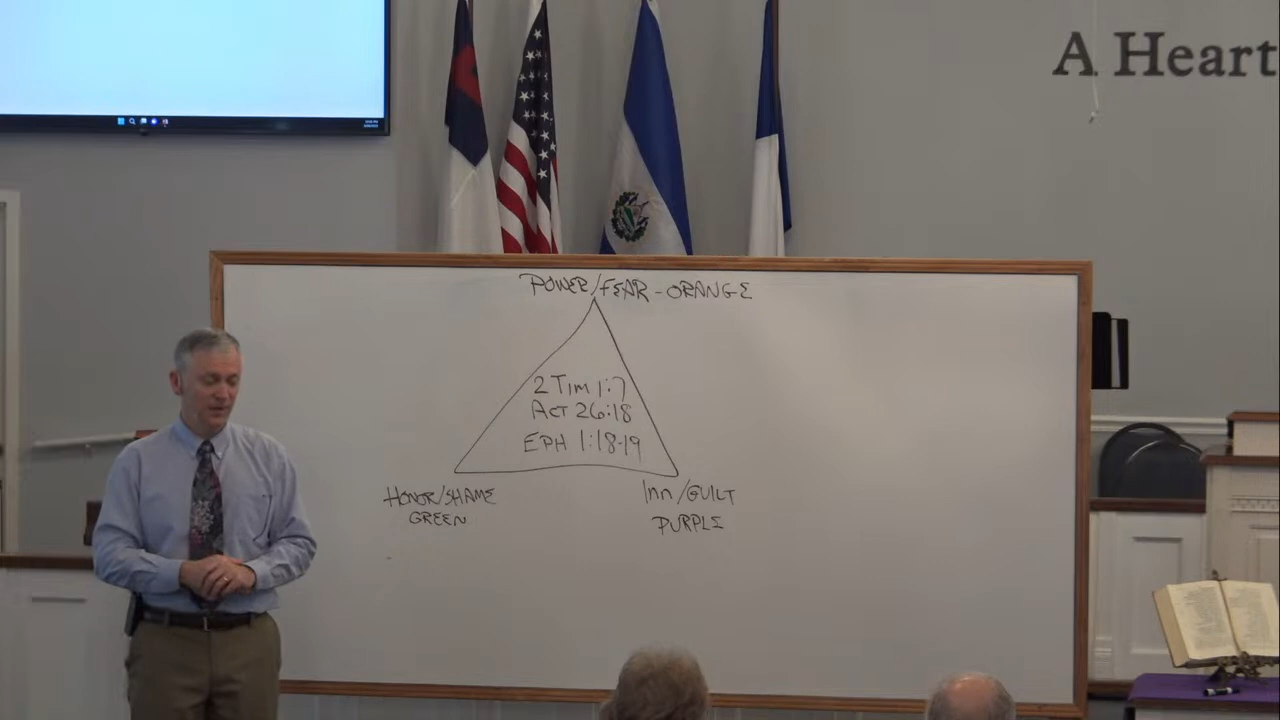 A Heart
POWER/FEAR - ORANGE
2 TIM 1:7
ACT 26:18
EPH 1:18-19
HONOR/SHAME
GREEN
INN/GUILT
PURPLE